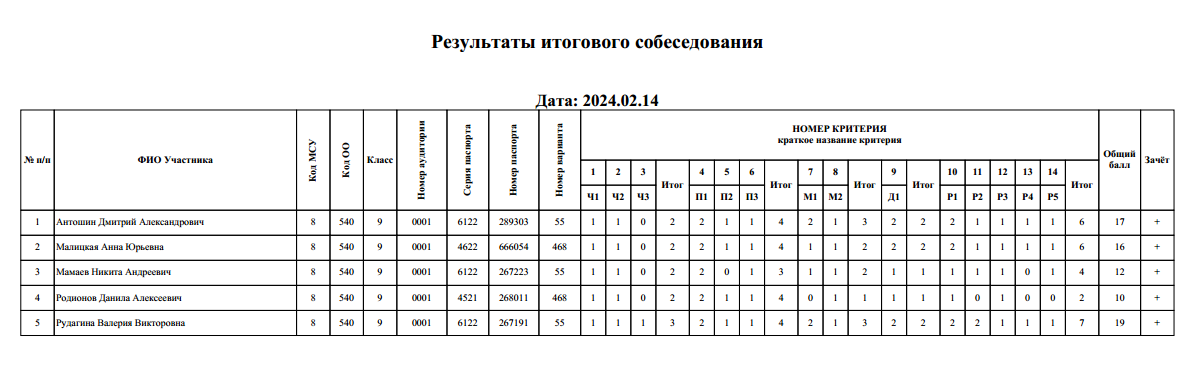 Результаты итогового собеседования
Дата: 2024.02.14
№ п/п ФИО Участника Код МСУ Код ОО Класс Номер аудитории Серия паспорта Номер паспорта Номер варианта НОМЕР КРИТЕРИЯ Общий балл Зачёт
краткое название критерия
1 2 3 Итог 4 5 6 Итог 7 8 Итог 9 Итог 10 11 12 13 14 Итог
Ч1 Ч2 Ч3 П1 П2 П3 М1 М2 Д1 Р1 Р2 Р3 Р4 Р5
1 Антошин Дмитрий Александрович 8 540 9 0001 6122 289303 55 1 1 0 2 2 1 1 4 2 1 3 2 2 2 1 1 1 1 6 17 +
2 Малицкая Анна Юрьевна 8 540 9 0001 4622 666054 468 1 1 0 2 2 1 1 4 1 1 2 2 2 2 1 1 1 1 6 16 +
3 Мамаев Никита Андреевич 8 540 9 0001 6122 267223 55 1 1 0 2 2 0 1 3 1 1 2 1 1 1 1 1 0 1 4 12 +
4 Родионов Данила Алексеевич 8 540 9 0001 4521 268011 468 1 1 0 2 2 1 1 4 0 1 1 1 1 1 0 1 0 0 2 10 +
5 Рудагина Валерия Викторовна 8 540 9 0001 6122 267191 55 1 1 1 3 2 1 1 4 2 1 3 2 2 2 2 1 1 1 7 19 +